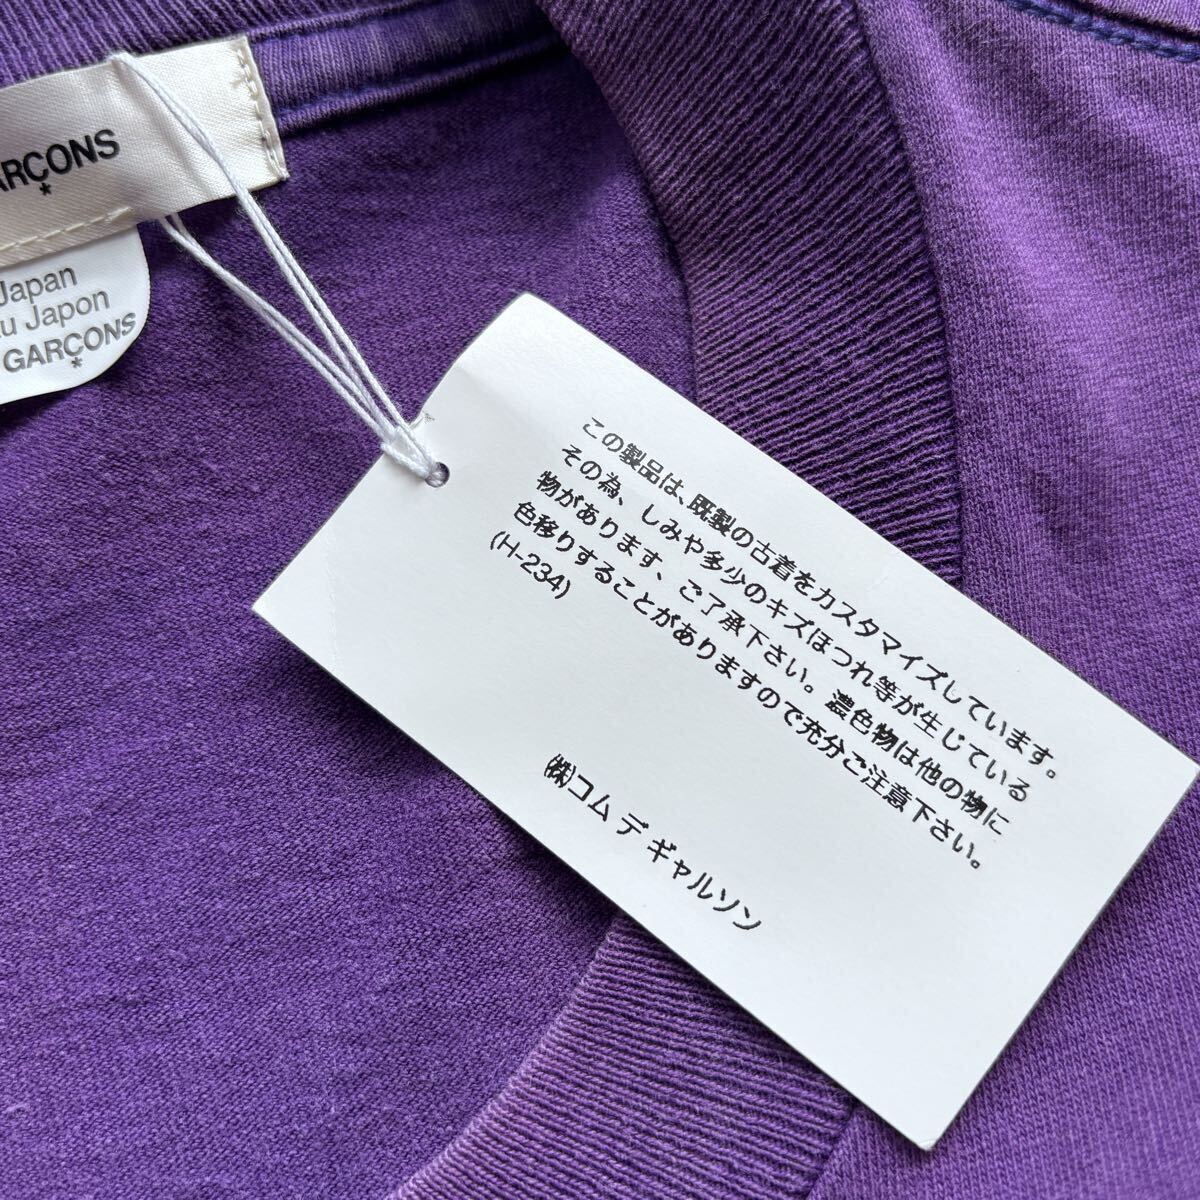 ARÇONS
Japan
au Japon
GARÇONS
この製品は、既製の古着をカスタマイズしています。
その為、しみや多少のキズほつれ等が生じている
物があります、ご了承下さい。濃色物は他の物に
色移りすることがありますので充分ご注意下さい。
(H-234)
㈱コム デ ギャルソン